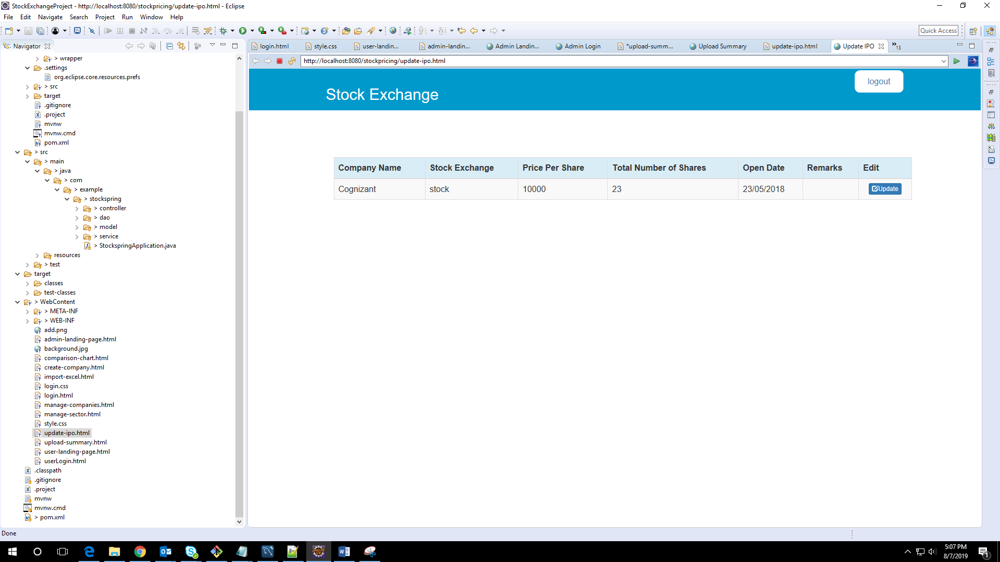 StockExchangeProject - http://localhost:8080/stockpricing/update-ipo.html - Eclipse
File Edit Navigate Search Project Run Window Help
Quick Access
Navigator
> wrapper
.settings
org.eclipse.core.resources.prefs
> src
target
.gitignore
.project
mvnw
mvnw.cmd
pom.xml
> src
> main
> java
> com
> example
> stockspring
> controller
> dao
> model
> service
> StockspringApplication.java
resources
> test
target
classes
test-classes
> WebContent
> META-INF
> WEB-INF
add.png
admin-landing-page.html
background.jpg
comparison-chart.html
create-company.html
import-excel.html
login.css
login.html
manage-companies.html
manage-sector.html
style.css
update-ipo.html
upload-summary.html
user-landing-page.html
userLogin.html
.classpath
.gitignore
.project
mvnw
mvnw.cmd
> pom.xml
login.html style.css user-landin... admin-landin... Admin Landin... Admin Login *upload-summ... Upload Summary update-ipo.html Update IPO »13
http://localhost:8080/stockpricing/update-ipo.html
logout
Stock Exchange
Company Name Stock Exchange Price Per Share Total Number of Shares Open Date Remarks Edit
Cognizant stock 10000 23 23/05/2018 Update
Done
5:07 PM
8/7/2019
1